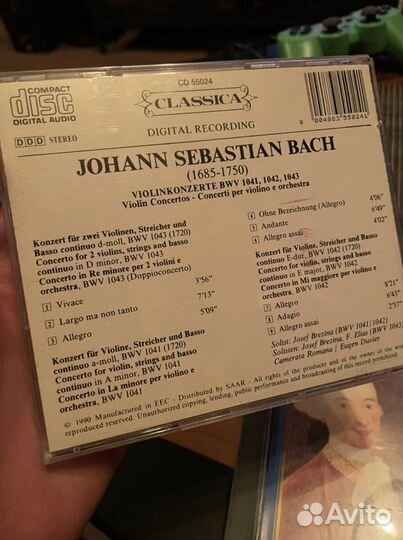 COMPACT
disc
DIGITAL AUDIO
CD 55024
CLASSICA
DDD STEREO
DIGITAL RECORDING
8 004883 550241
JOHANN SEBASTIAN BACH
(1685-1750)
VIOLINKONZERTE BWV 1041, 1042, 1043
Violin Concertos - Concerti per violino e orchestra
Konzert für zwei Violinen, Streicher und
Basso continuo d-moll, BWV 1043 (1720)
Concerto for 2 violins, strings and basso
continuo in D minor, BWV 1043
Concerto in Re minore per 2 violini e
orchestra, BWV 1043 (Doppioconcerto)
1 Vivace 3'56"
2 Largo ma non tanto 7'13"
3 Allegro 5'09"
Konzert für Violine, Streicher und Basso
continuo a-moll, BWV 1041 (1720)
Concerto for violin, strings and basso
continuo in A minor, BWV 1041
Concerto in La minore per violino e
orchestra, BWV 1041
4 Ohne Bezeichnung (Allegro) 4'06"
5 Andante 6'49"
6 Allegro assai 4'02"
Konzert für Violine, Streicher und Basso
continuo E-dur, BWV 1042 (1720)
Concerto for violin, strings and basso
continuo in E major, BWV 1042
Concerto in Mi maggiore per violino e
orchestra, BWV 1042
7 Allegro 8'21"
8 Adagio 6'43"
9 Allegro assai 2'37"
Solist: Josef Brezina (BWV 1041/1042)
Solisten: Josef Brezina, F. Elias (BWV 1043)
Camerata Romana / Eugen Duvier
© 1990 Manufactured in EEC - Distributed by SAAR - All rights of the producer and of the owner of the work
reproduced reserved. Unauthorized copying, lending, public performance and broadcasting of this record prohibited.
Avito